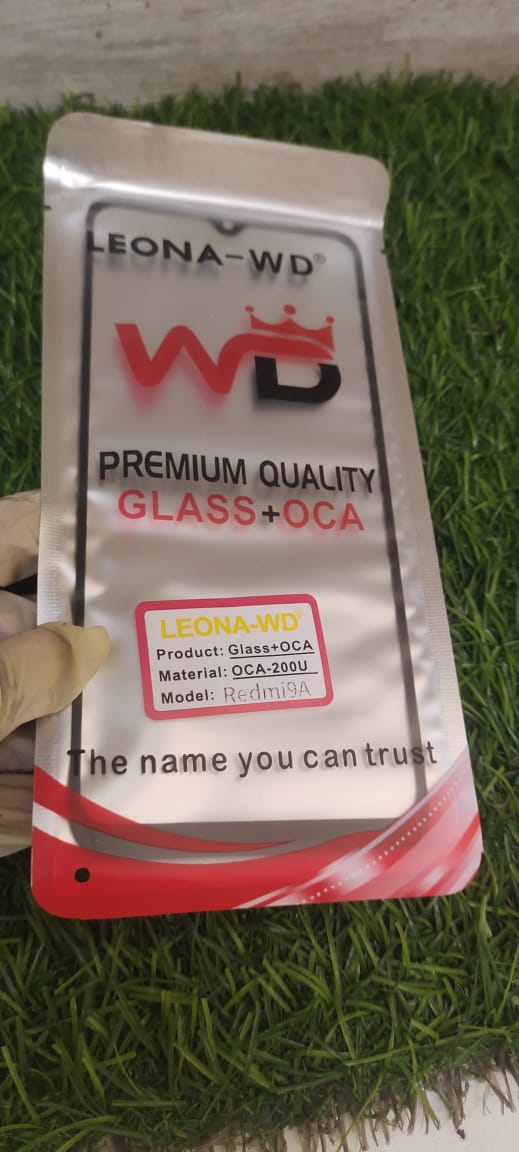 LEONA-WD®
WD
PREMIUM QUALITY
GLASS+OCA
LEONA-WD®
Product: Glass+OCA
Material: OCA-200U
Model: Redmi9A
The name you can trust